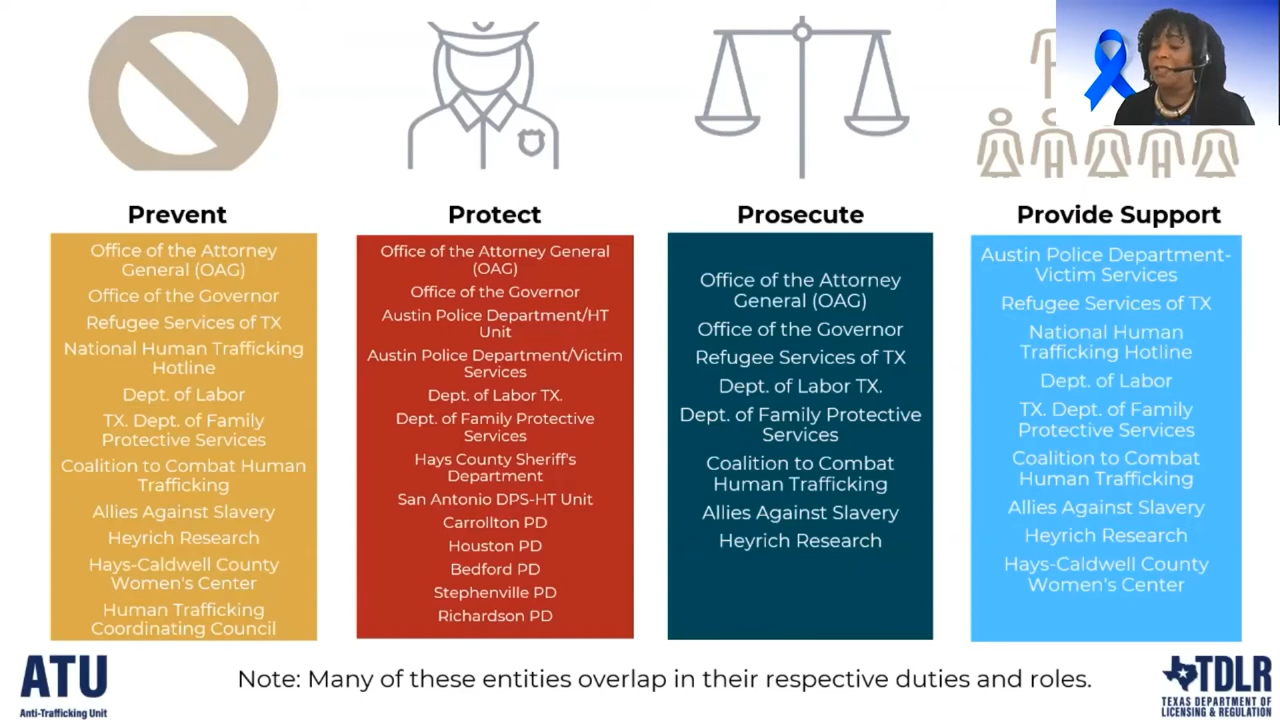 Prevent
Office of the Attorney
General (OAG)
Office of the Governor
Refugee Services of TX
National Human Trafficking
Hotline
Dept. of Labor
TX. Dept. of Family
Protective Services
Coalition to Combat Human
Trafficking
Allies Against Slavery
Heyrich Research
Hays-Caldwell County
Women's Center
Human Trafficking
Coordinating Council
Protect
Office of the Attorney General
(OAG)
Office of the Governor
Austin Police Department/HT
Unit
Austin Police Department/Victim
Services
Dept. of Labor TX.
Dept. of Family Protective
Services
Hays County Sheriff's
Department
San Antonio DPS-HT Unit
Carrollton PD
Houston PD
Bedford PD
Stephenville PD
Richardson PD
Prosecute
Office of the Attorney
General (OAG)
Office of the Governor
Refugee Services of TX
Dept. of Labor TX.
Dept. of Family Protective
Services
Coalition to Combat
Human Trafficking
Allies Against Slavery
Heyrich Research
Provide Support
Austin Police Department-
Victim Services
Refugee Services of TX
National Human
Trafficking Hotline
Dept. of Labor
TX. Dept. of Family
Protective Services
Coalition to Combat
Human Trafficking
Allies Against Slavery
Heyrich Research
Hays-Caldwell County
Women's Center
ATU
Anti-Trafficking Unit
Note: Many of these entities overlap in their respective duties and roles.
TDLR
TEXAS DEPARTMENT OF
LICENSING & REGULATION